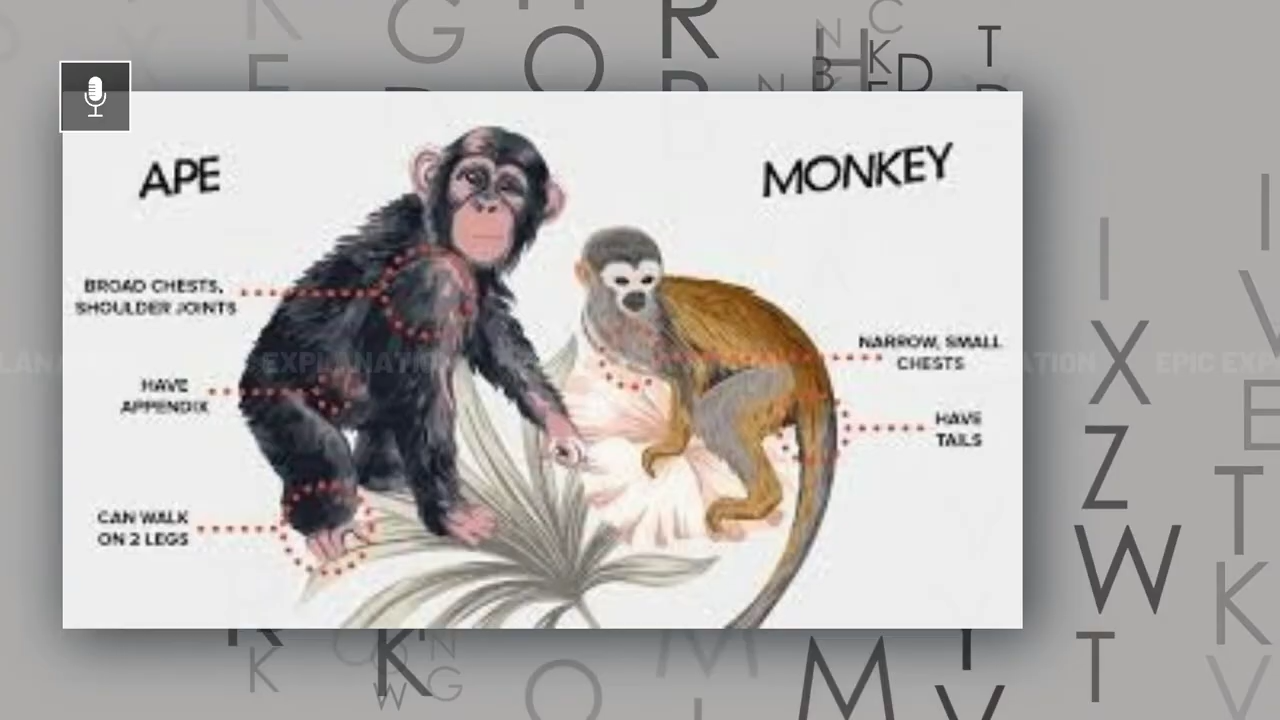 APE
MONKEY
BROAD CHESTS,
SHOULDER JOINTS
HAVE
APPENDIX
CAN WALK
ON 2 LEGS
NARROW, SMALL
CHESTS
HAVE
TAILS
I
X
Z
W
T
I
V
E
T
K
V
G
O
R
N
C
H
B
K
D
T
K
K
W
N
G
O
M
M
Y
V